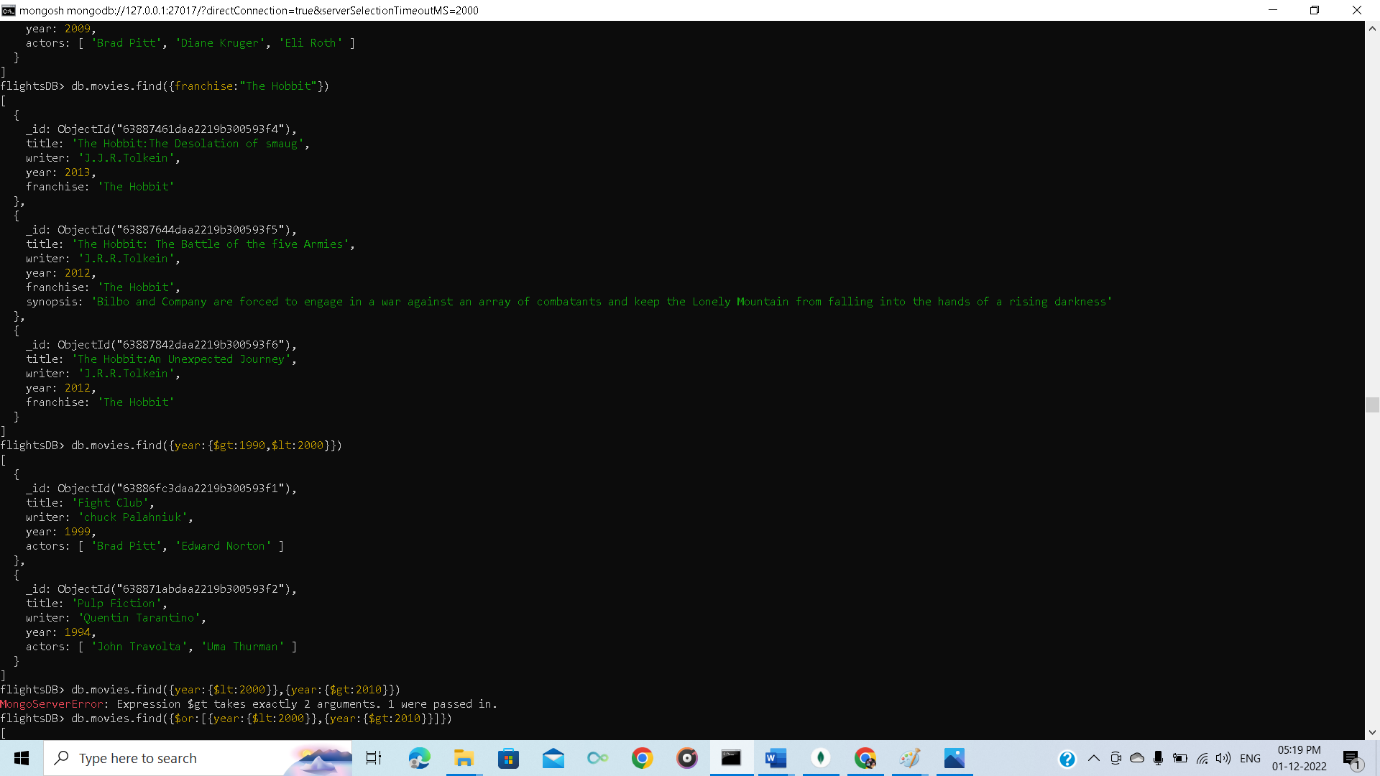 mongosh mongodb://127.0.0.1:27017/?directConnection=true&serverSelectionTimeoutMS=2000
    year: 2009,
    actors: [ 'Brad Pitt', 'Diane Kruger', 'Eli Roth' ]
  }
]
flightsDB> db.movies.find({franchise:"The Hobbit"})
[
  {
    _id: ObjectId("63887461daa2219b300593f4"),
    title: 'The Hobbit:The Desolation of smaug',
    writer: 'J.J.R.Tolkein',
    year: 2013,
    franchise: 'The Hobbit'
  },
  {
    _id: ObjectId("63887644daa2219b300593f5"),
    title: 'The Hobbit: The Battle of the five Armies',
    writer: 'J.R.R.Tolkein',
    year: 2012,
    franchise: 'The Hobbit',
    synopsis: 'Bilbo and Company are forced to engage in a war against an array of combatants and keep the Lonely Mountain from falling into the hands of a rising darkness'
  },
  {
    _id: ObjectId("63887842daa2219b300593f6"),
    title: 'The Hobbit:An Unexpected Journey',
    writer: 'J.R.R.Tolkein',
    year: 2012,
    franchise: 'The Hobbit'
  }
]
flightsDB> db.movies.find({year:{$gt:1990,$lt:2000}})
[
  {
    _id: ObjectId("63886fc3daa2219b300593f1"),
    title: 'Fight Club',
    writer: 'chuck Palahniuk',
    year: 1999,
    actors: [ 'Brad Pitt', 'Edward Norton' ]
  },
  {
    _id: ObjectId("638871abdaa2219b300593f2"),
    title: 'Pulp Fiction',
    writer: 'Quentin Tarantino',
    year: 1994,
    actors: [ 'John Travolta', 'Uma Thurman' ]
  }
]
flightsDB> db.movies.find({year:{$lt:2000}},{year:{$gt:2010}})
MongoServerError: Expression $gt takes exactly 2 arguments. 1 were passed in.
flightsDB> db.movies.find({$or:[{year:{$lt:2000}},{year:{$gt:2010}}]})
[
Type here to search
ENG
05:19 PM
01-12-2022
1